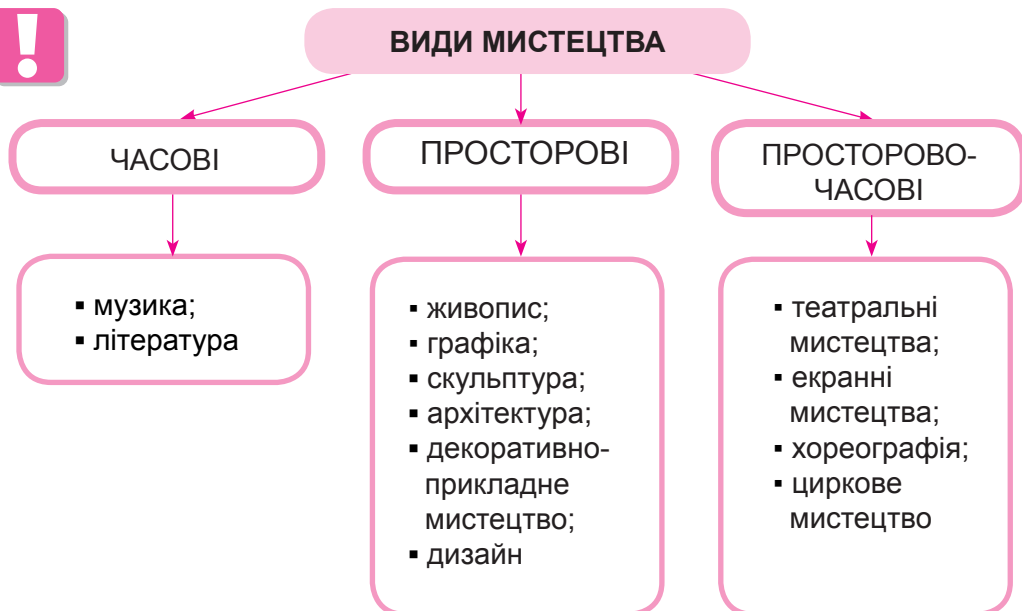 ВИДИ МИСТЕЦТВА
ЧАСОВІ
▪ музика;
▪ література
ПРОСТОРОВІ
▪ живопис;
▪ графіка;
▪ скульптура;
▪ архітектура;
▪ декоративно-
прикладне
мистецтво;
▪ дизайн
ПРОСТОРОВО-
ЧАСОВІ
▪ театральні
мистецтва;
▪ екранні
мистецтва;
▪ хореографія;
▪ циркове
мистецтво